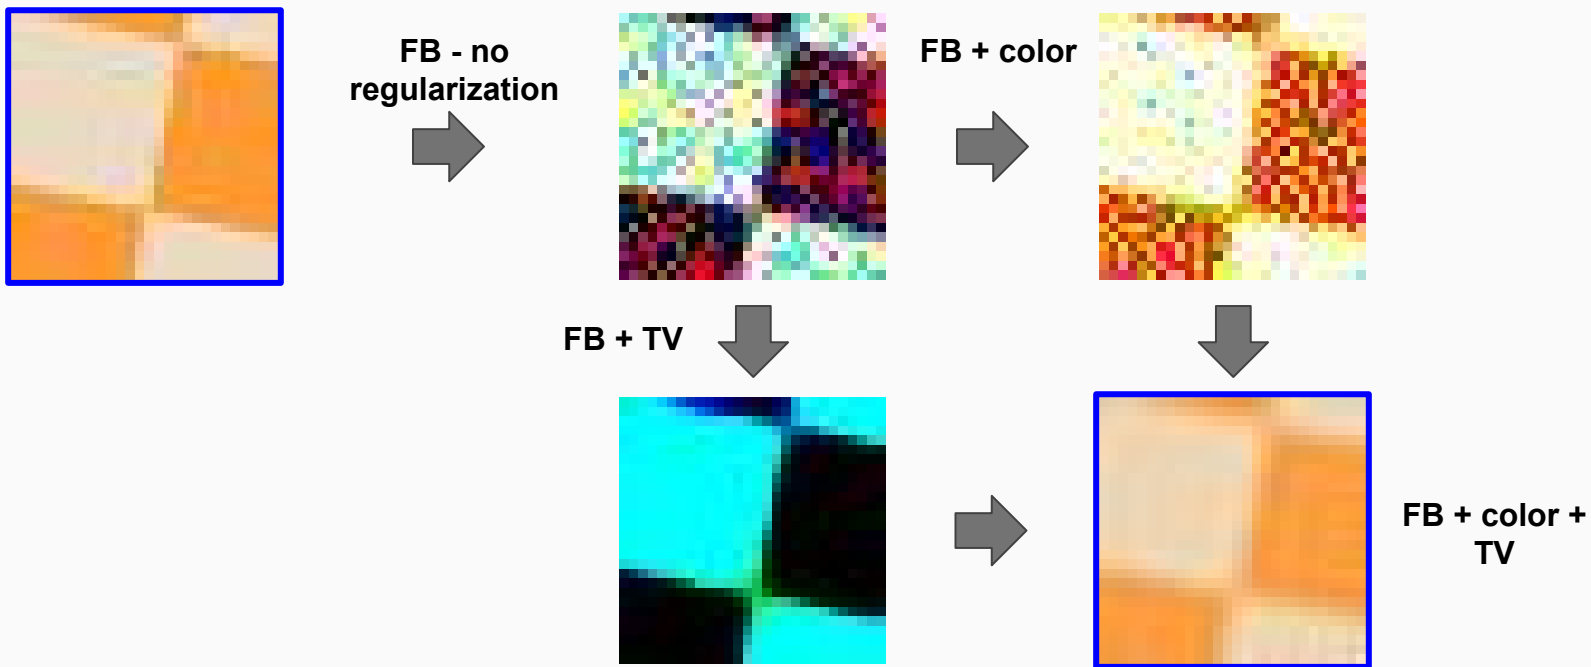 FB - no
regularization
FB + color
FB + TV
FB + color +
TV